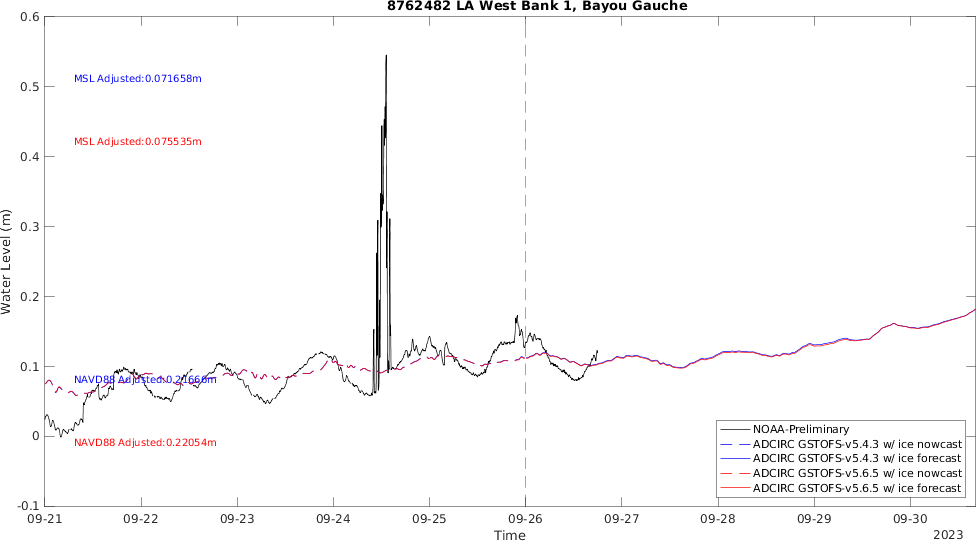 8762482 LA West Bank 1, Bayou Gauche
0.6
MSL Adjusted:0.071658m
0.5
MSL Adjusted:0.075535m
0.4
0.3
Water Level (m)
0.2
0.1
NAVD88 Adjusted:0.21666m
0
NAVD88 Adjusted:0.22054m
NOAA-Preliminary
ADCIRC GSTOFS-v5.4.3 w/ ice nowcast
ADCIRC GSTOFS-v5.4.3 w/ ice forecast
ADCIRC GSTOFS-v5.6.5 w/ ice nowcast
ADCIRC GSTOFS-v5.6.5 w/ ice forecast
-0.1
09-21 09-22 09-23 09-24 09-25 09-26 09-27 09-28 09-29 09-30
Time
2023